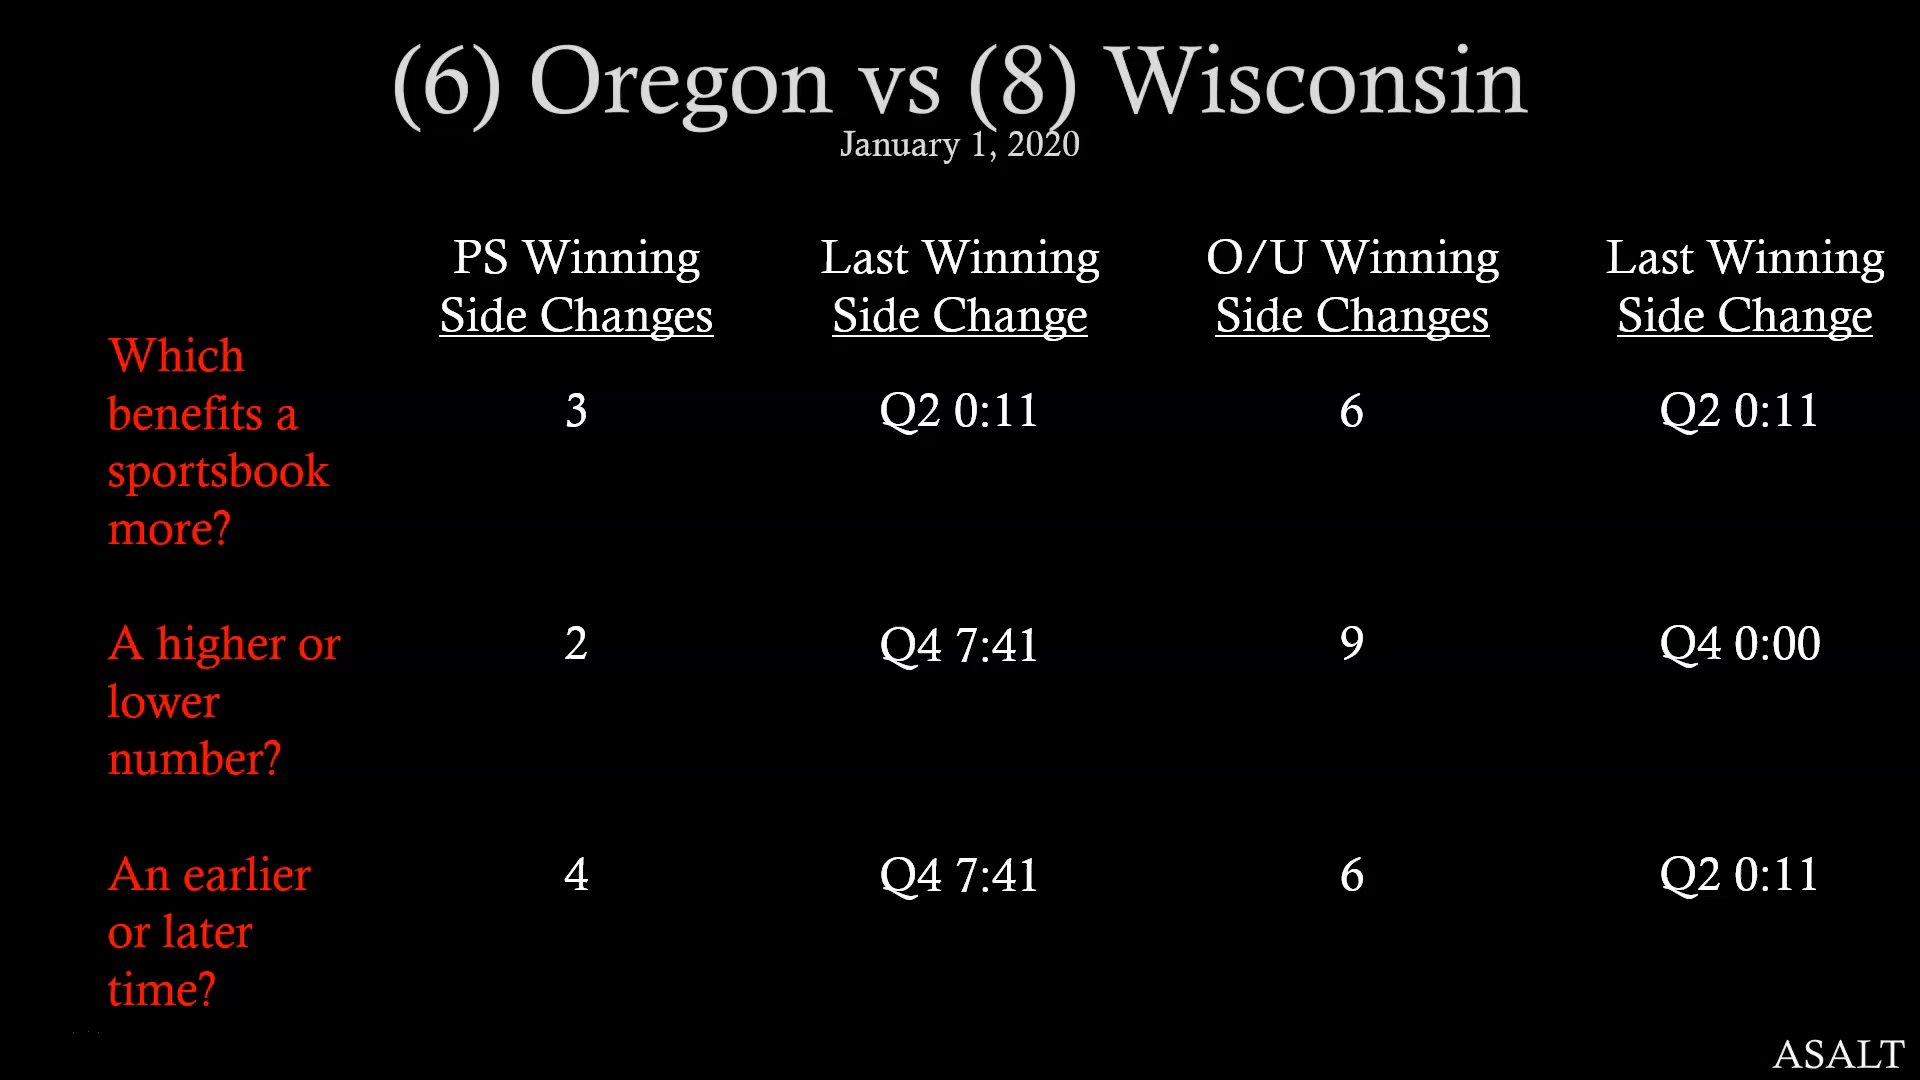 (6) Oregon vs (8) Wisconsin
January 1, 2020
PS Winning Side Changes
Last Winning Side Change
O/U Winning Side Changes
Last Winning Side Change
Which
benefits a
sportsbook
more?
3 Q2 0:11 6 Q2 0:11
A higher or
lower
number?
2 Q4 7:41 9 Q4 0:00
An earlier
or later
time?
4 Q4 7:41 6 Q2 0:11
ASALT